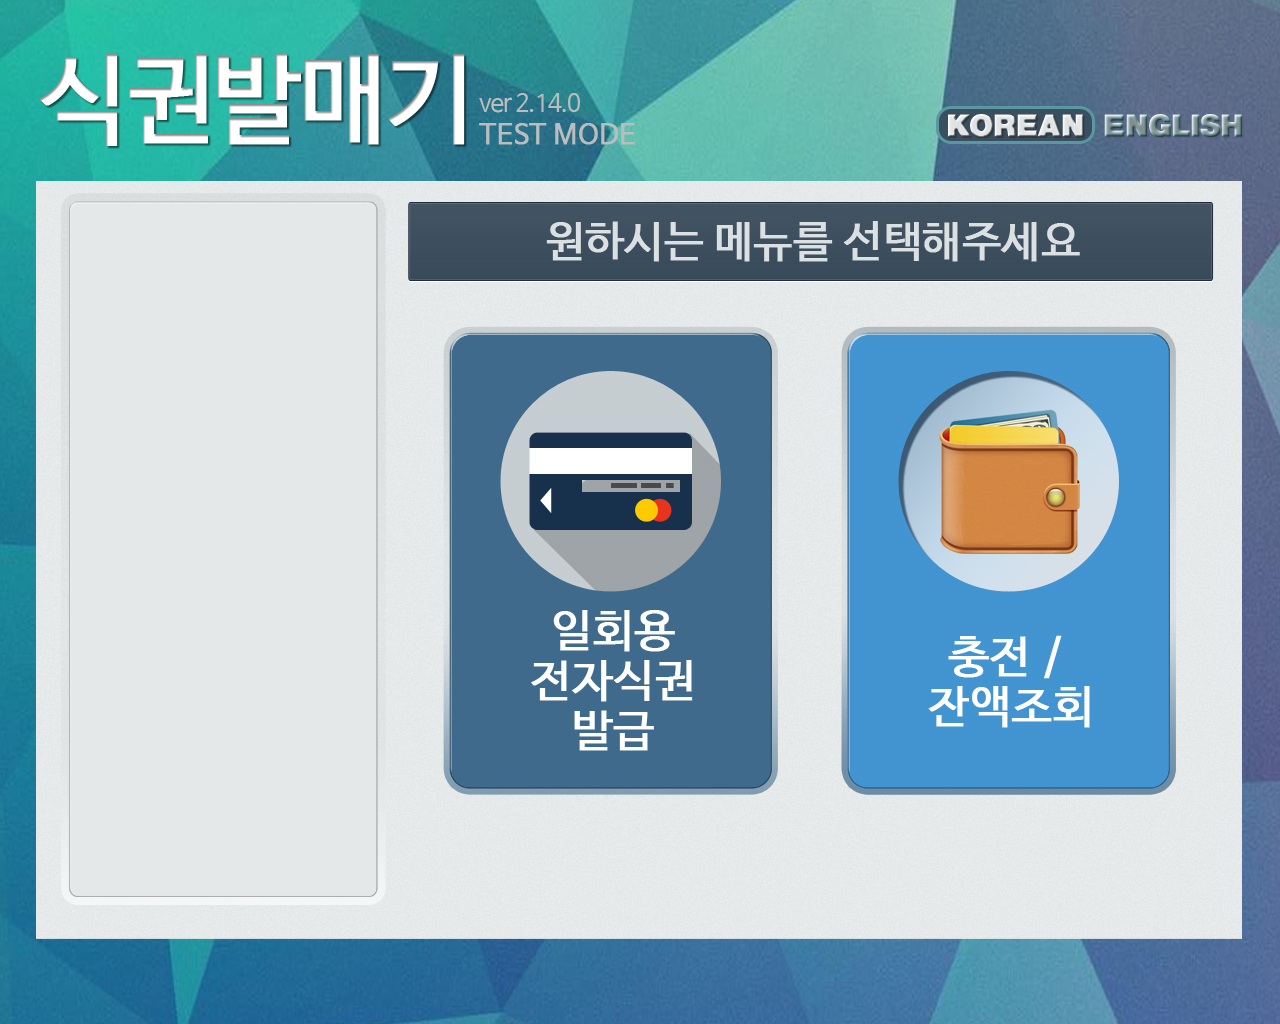 식권발매기
ver 2.14.0
TEST MODE
KOREAN ENGLISH
원하시는 메뉴를 선택해주세요
일회용
전자식권
발급
충전 /
잔액조회